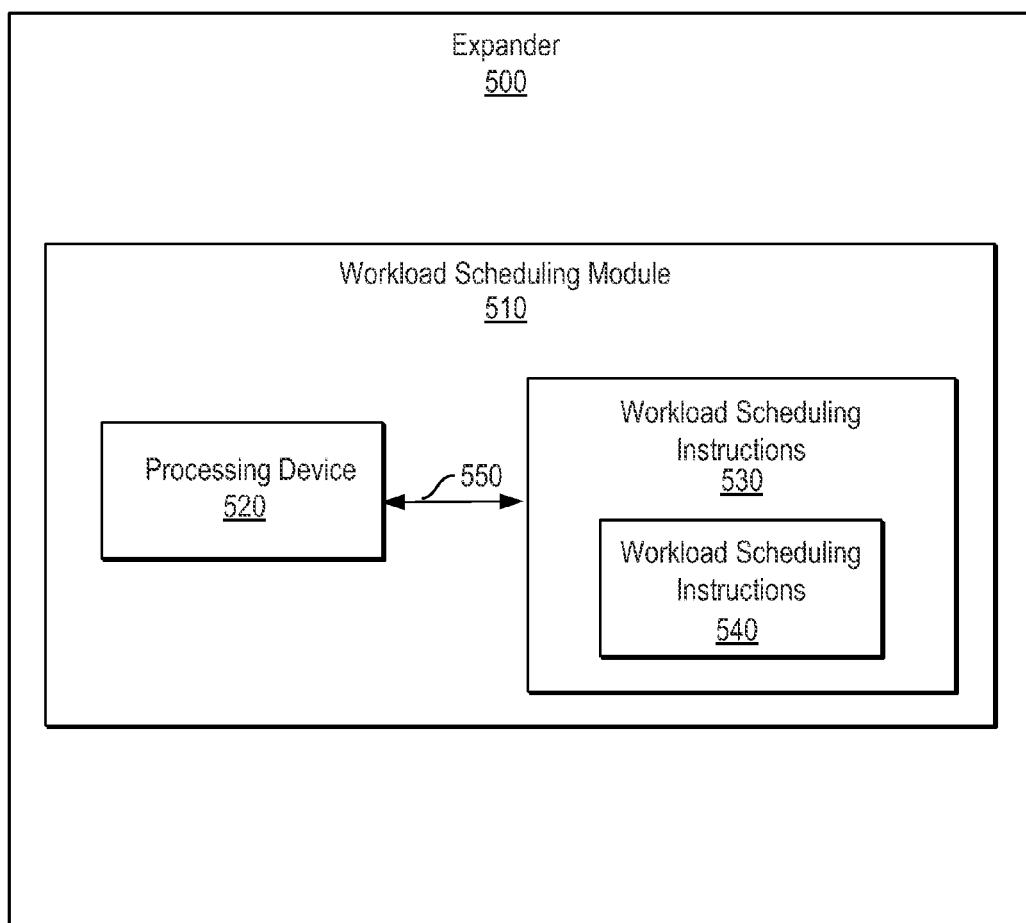 Expander
500
Workload Scheduling Module
510
Processing Device
520
550
Workload Scheduling
Instructions
530
Workload Scheduling
Instructions
540